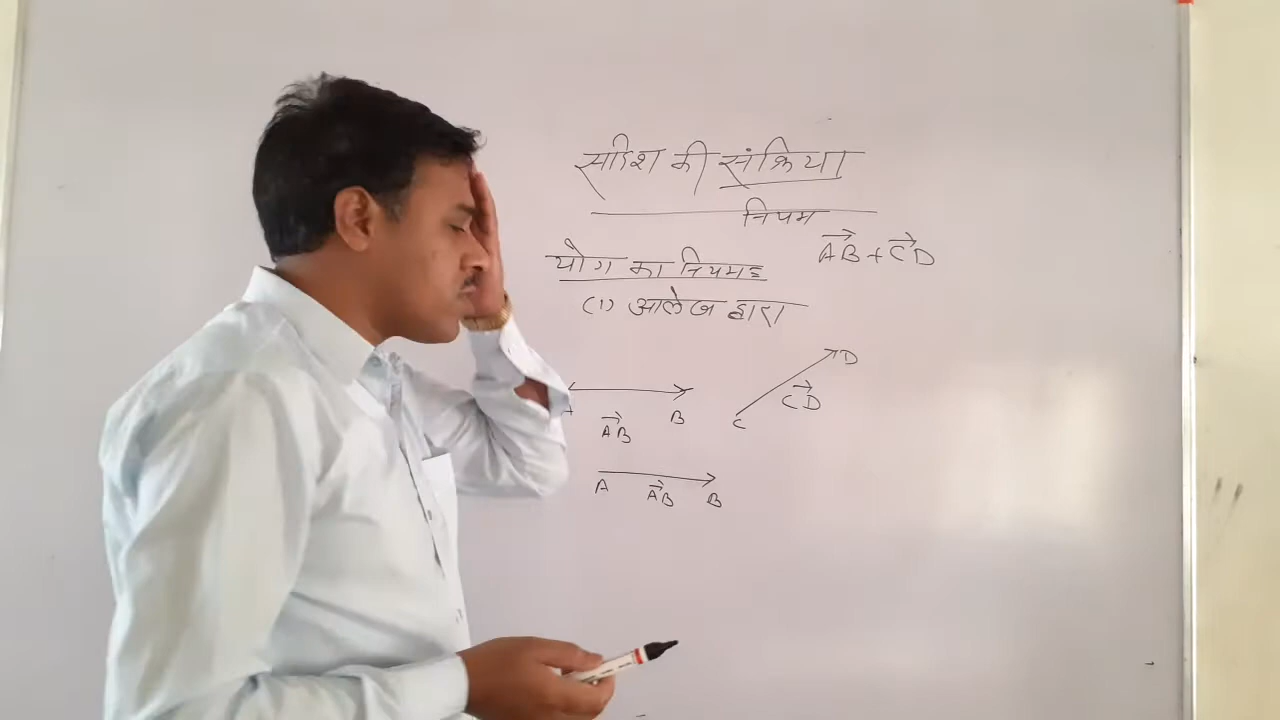 सदिश की संक्रिया
नियम
योग का नियमः
AB + CD
(1) आलेख द्वारा
D
CD
C
A B
AB
A AB B